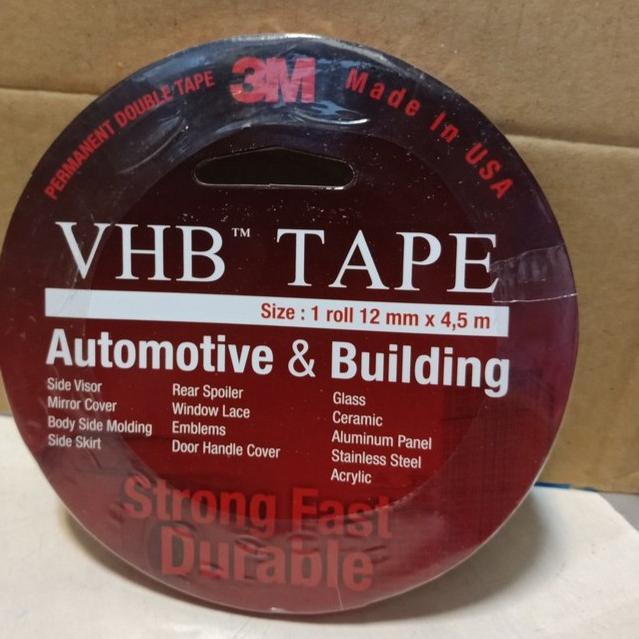 PERMANENT DOUBLE TAPE 3M Made In USA
VHB™ TAPE
Size : 1 roll 12 mm x 4,5 m
Automotive & Building
Side Visor
Mirror Cover
Body Side Molding
Side Skirt
Rear Spoiler
Window Lace
Emblems
Door Handle Cover
Glass
Ceramic
Aluminum Panel
Stainless Steel
Acrylic
Strong Fast
Durable